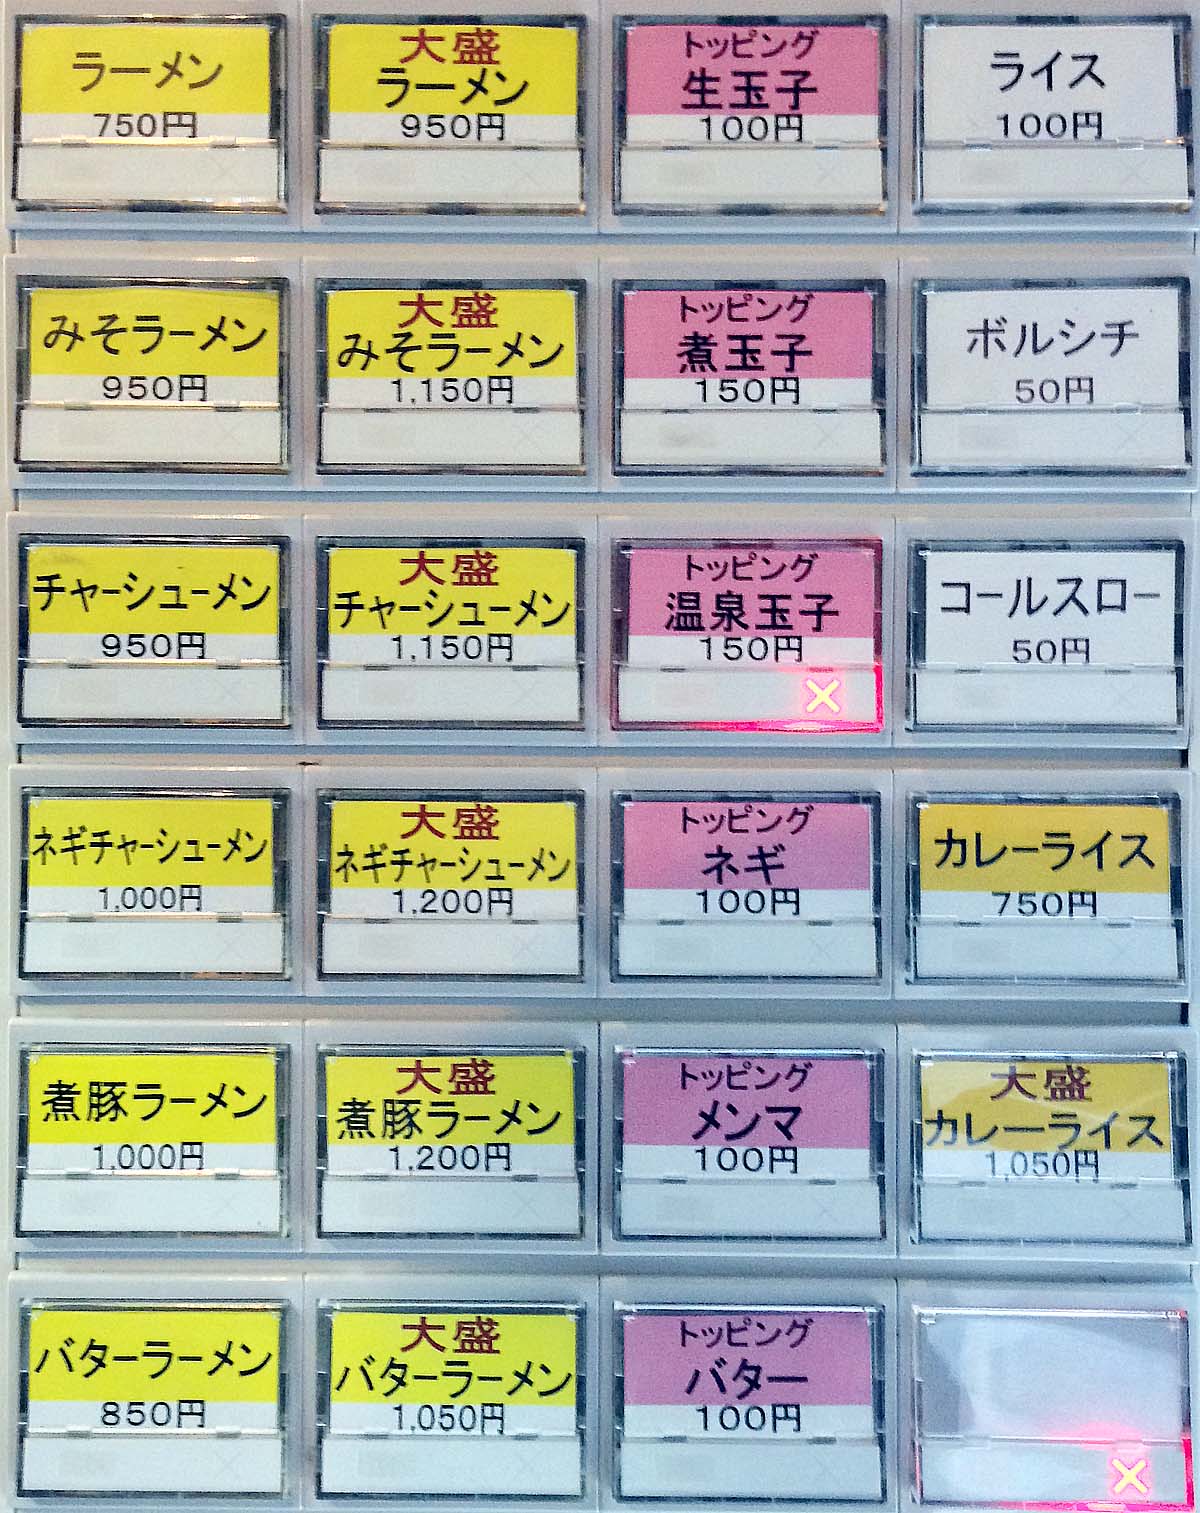 ラーメン
750円
大盛
ラーメン
950円
トッピング
生玉子
100円
ライス
100円
みそラーメン
950円
大盛
みそラーメン
1,150円
トッピング
煮玉子
150円
ボルシチ
50円
チャーシューメン
950円
大盛
チャーシューメン
1,150円
トッピング
温泉玉子
150円
×
コールスロー
50円
ネギチャーシューメン
1,000円
大盛
ネギチャーシューメン
1,200円
トッピング
ネギ
100円
カレーライス
750円
煮豚ラーメン
1,000円
大盛
煮豚ラーメン
1,200円
トッピング
メンマ
100円
大盛
カレーライス
1,050円
バターラーメン
850円
大盛
バターラーメン
1,050円
トッピング
バター
100円
×